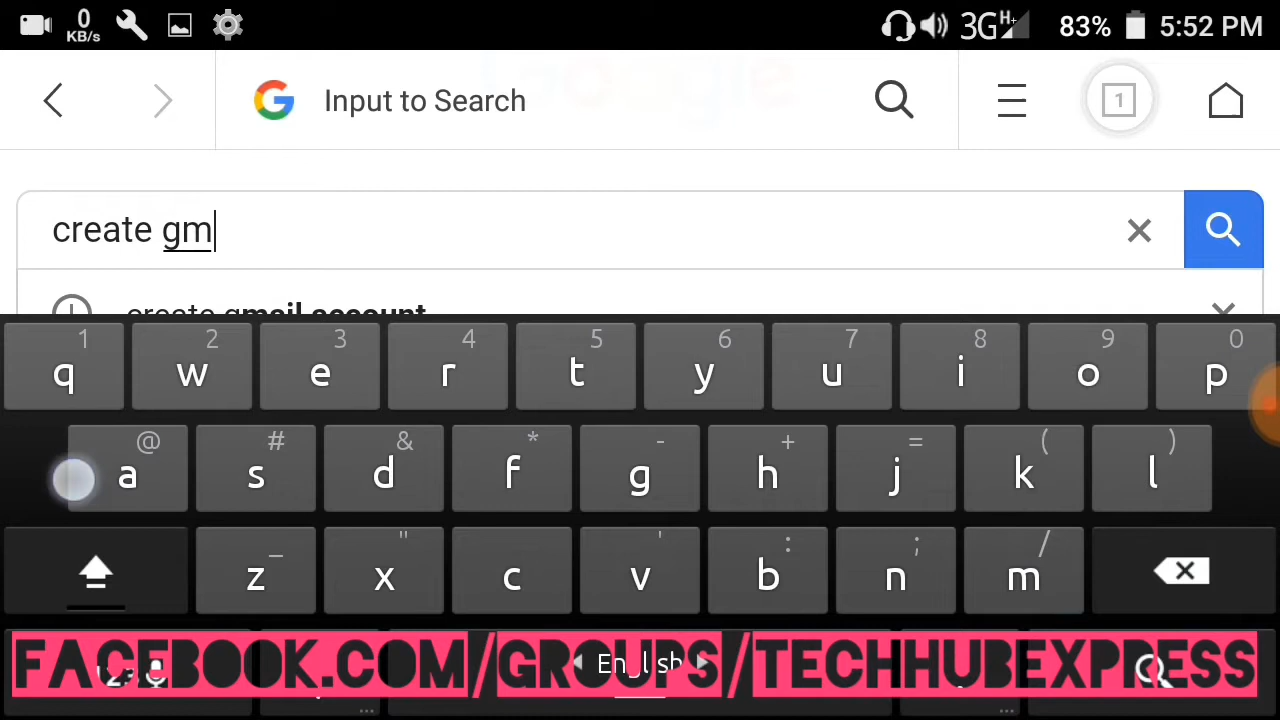 0 KB/s 3G H+ 83% 5:52 PM
G Input to Search 1
create gm
create gmail account
1 2 3 4 5 6 7 8 9 0
q w e r t y u i o p
@ # & * - + = ( )
a s d f g h j k l
_ " ' : ; /
z x c v b n m
English
FACEBOOK.COM/GROUPS/TECHHUBEXPRESS